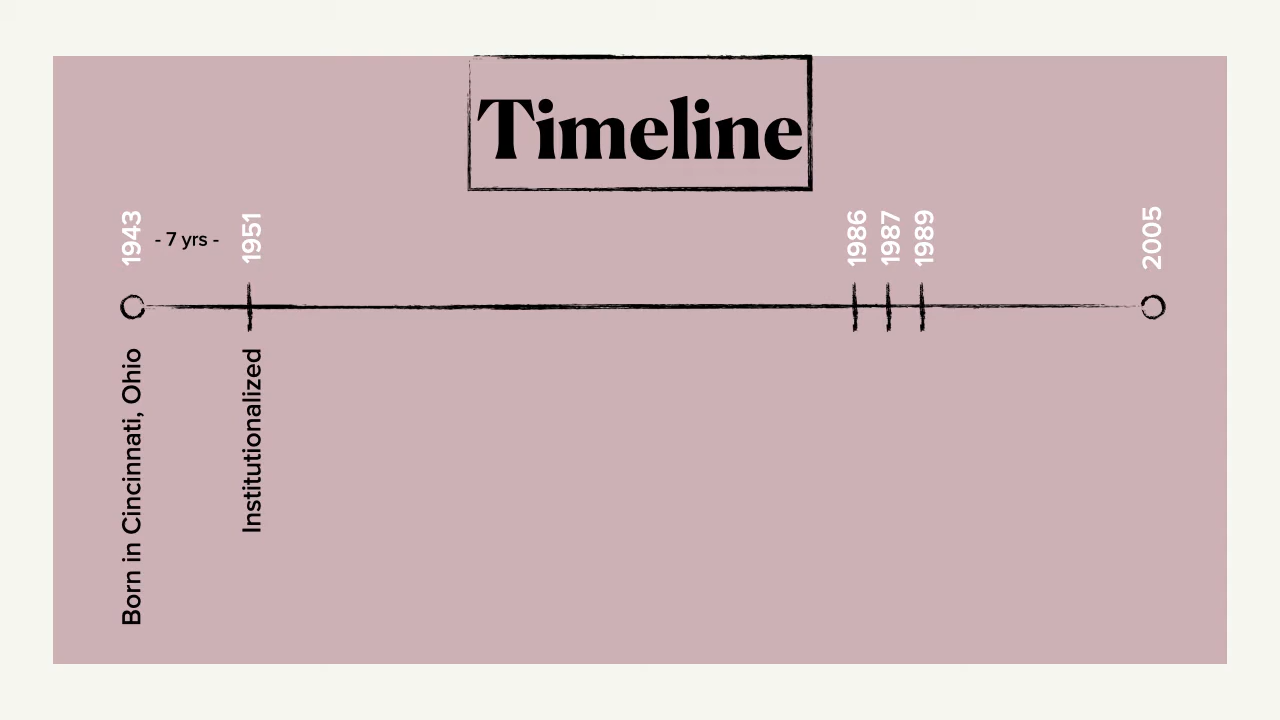 Timeline
1943
- 7 yrs -
1951
1986
1987
1989
2005
Born in Cincinnati, Ohio
Institutionalized